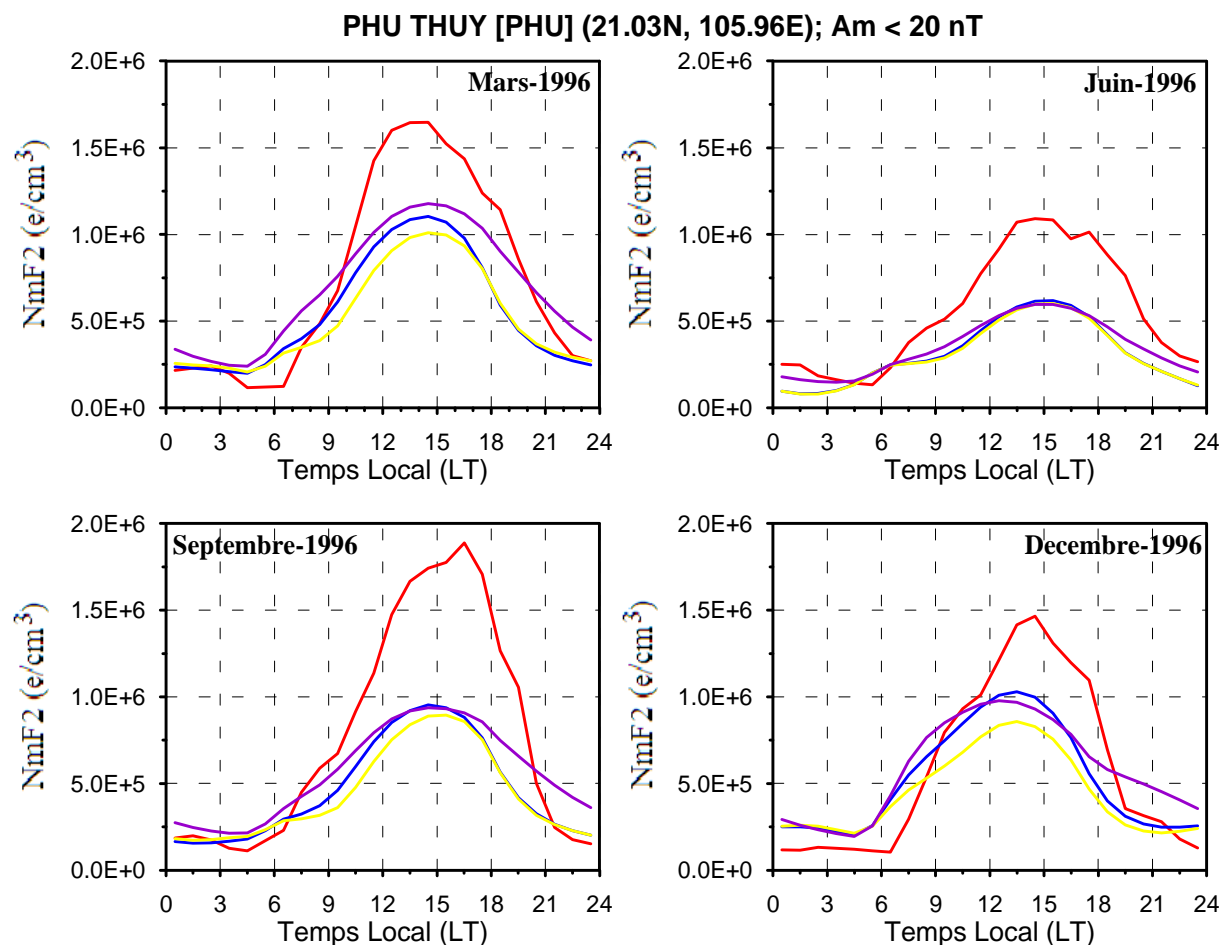 PHU THUY [PHU] (21.03N, 105.96E); Am < 20 nT
Mars-1996
NmF2 (e/cm³)
2.0E+6
1.5E+6
1.0E+6
5.0E+5
0.0E+0
0 3 6 9 12 15 18 21 24
Temps Local (LT)
Juin-1996
NmF2 (e/cm³)
2.0E+6
1.5E+6
1.0E+6
5.0E+5
0.0E+0
0 3 6 9 12 15 18 21 24
Temps Local (LT)
Septembre-1996
NmF2 (e/cm³)
2.0E+6
1.5E+6
1.0E+6
5.0E+5
0.0E+0
0 3 6 9 12 15 18 21 24
Temps Local (LT)
Decembre-1996
NmF2 (e/cm³)
2.0E+6
1.5E+6
1.0E+6
5.0E+5
0.0E+0
0 3 6 9 12 15 18 21 24
Temps Local (LT)